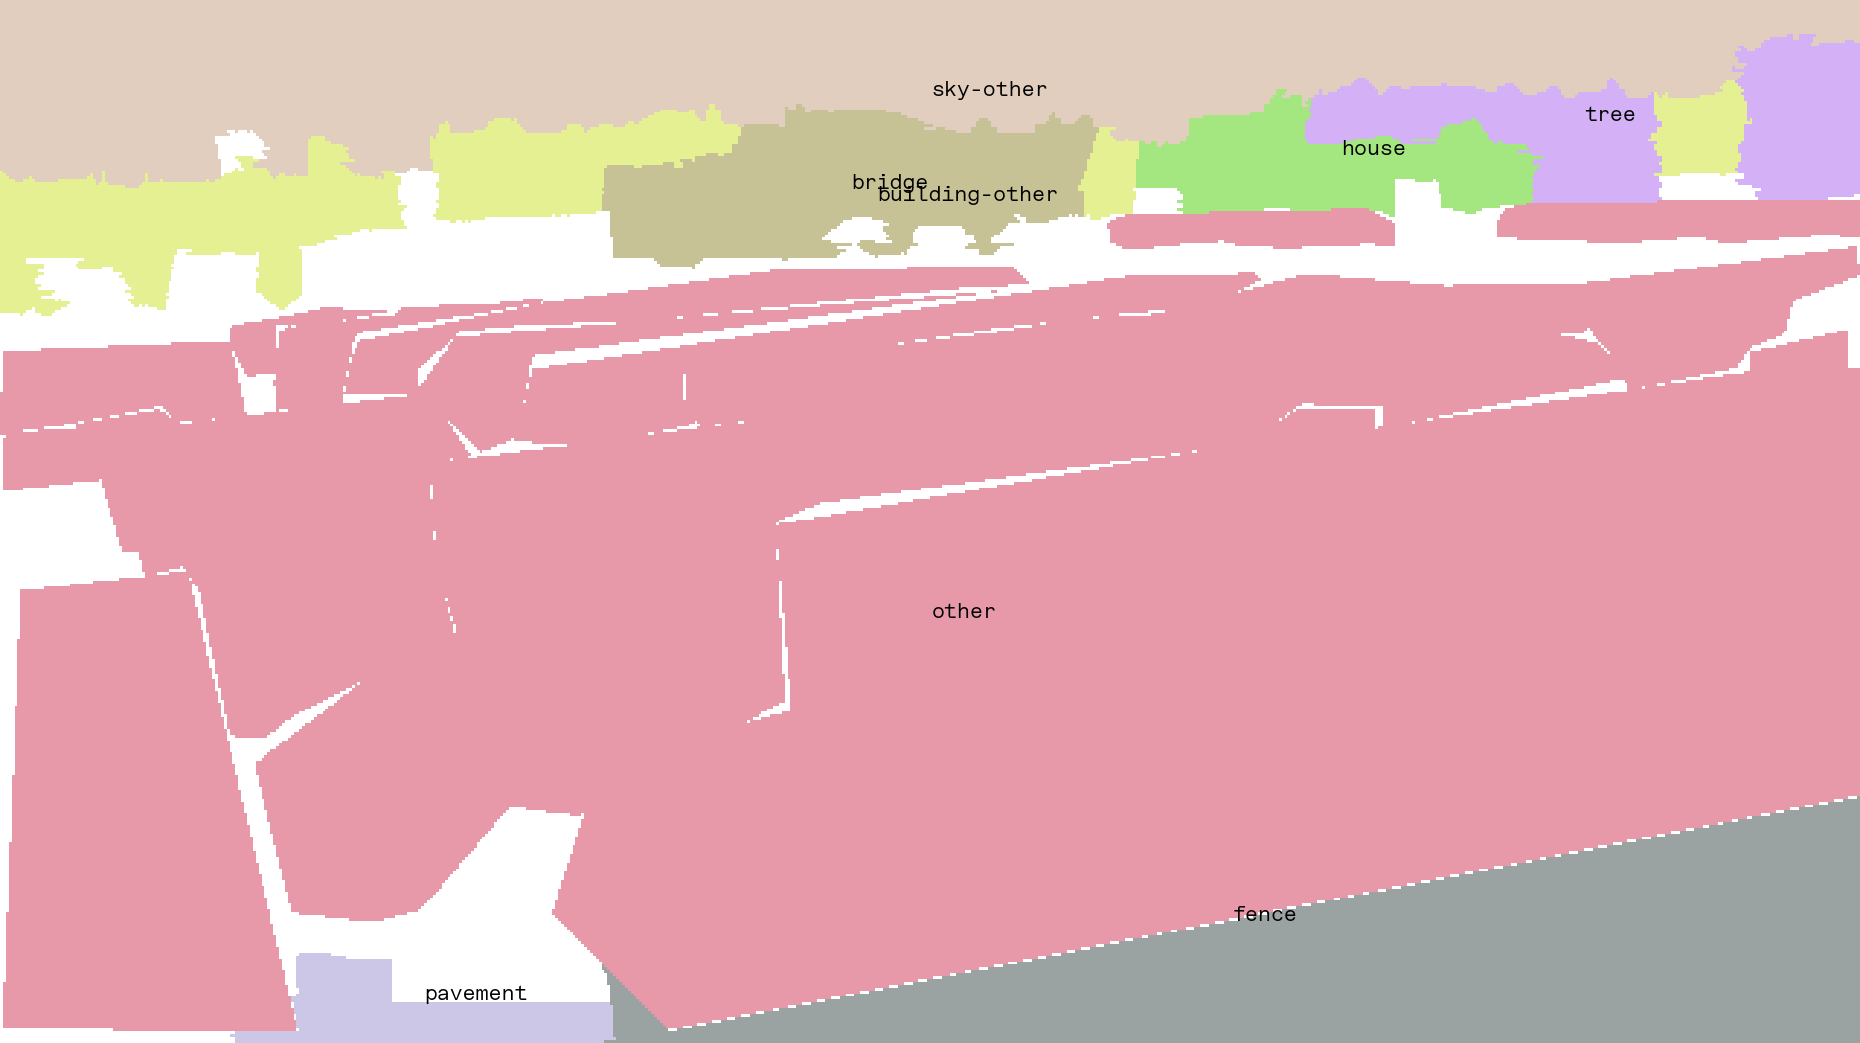 sky-other
tree
house
bridge
building-other
other
fence
pavement